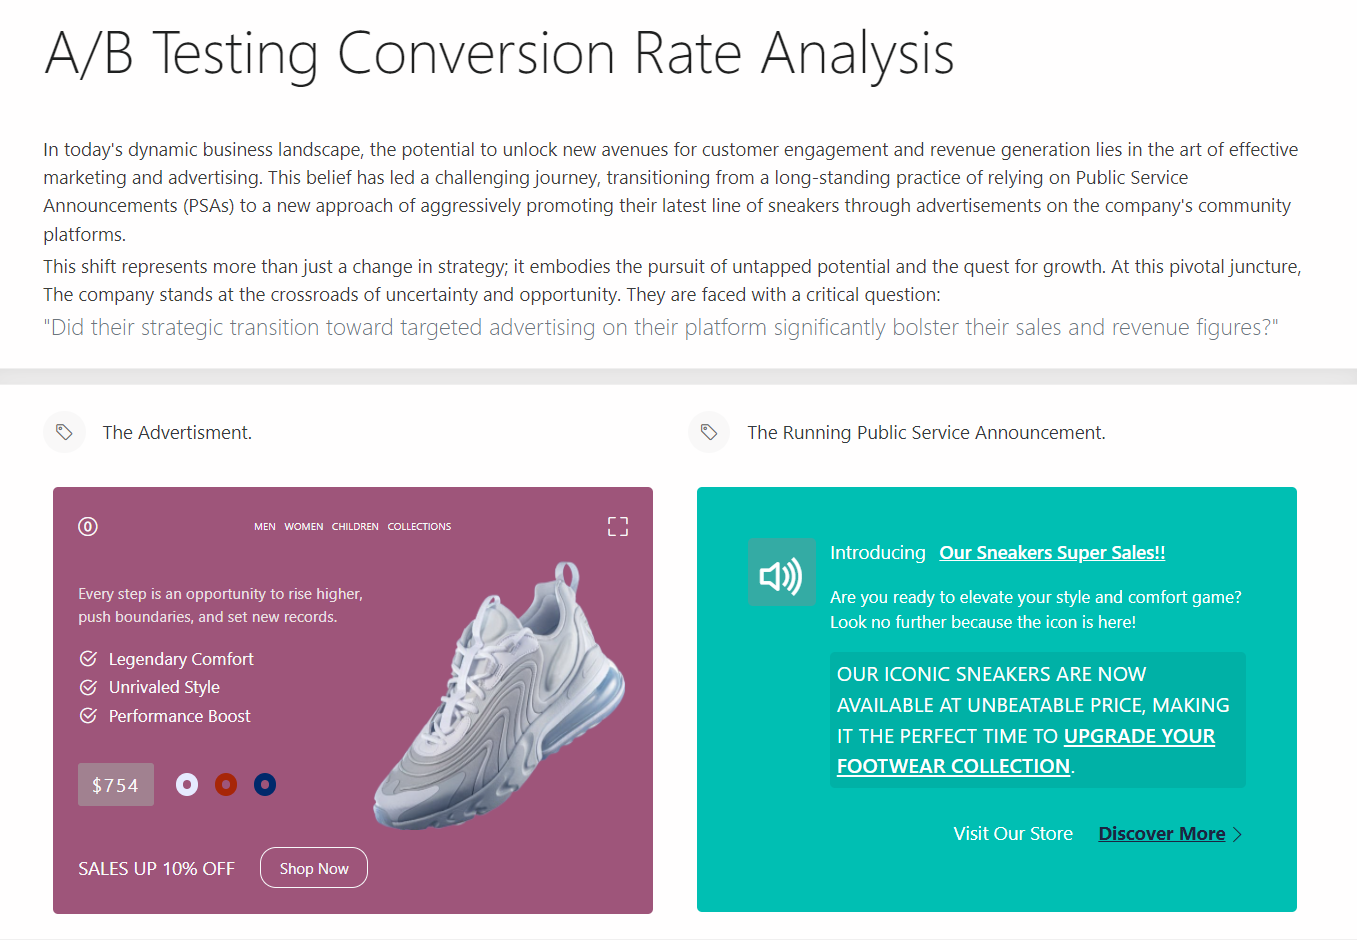 A/B Testing Conversion Rate Analysis
In today's dynamic business landscape, the potential to unlock new avenues for customer engagement and revenue generation lies in the art of effective
marketing and advertising. This belief has led a challenging journey, transitioning from a long-standing practice of relying on Public Service
Announcements (PSAs) to a new approach of aggressively promoting their latest line of sneakers through advertisements on the company's community
platforms.
This shift represents more than just a change in strategy; it embodies the pursuit of untapped potential and the quest for growth. At this pivotal juncture,
The company stands at the crossroads of uncertainty and opportunity. They are faced with a critical question:
"Did their strategic transition toward targeted advertising on their platform significantly bolster their sales and revenue figures?"
The Advertisment.
0
MEN WOMEN CHILDREN COLLECTIONS
Every step is an opportunity to rise higher,
push boundaries, and set new records.
Legendary Comfort
Unrivaled Style
Performance Boost
$754
SALES UP 10% OFF
Shop Now
The Running Public Service Announcement.
Introducing Our Sneakers Super Sales!!
Are you ready to elevate your style and comfort game?
Look no further because the icon is here!
OUR ICONIC SNEAKERS ARE NOW
AVAILABLE AT UNBEATABLE PRICE, MAKING
IT THE PERFECT TIME TO UPGRADE YOUR
FOOTWEAR COLLECTION.
Visit Our Store Discover More